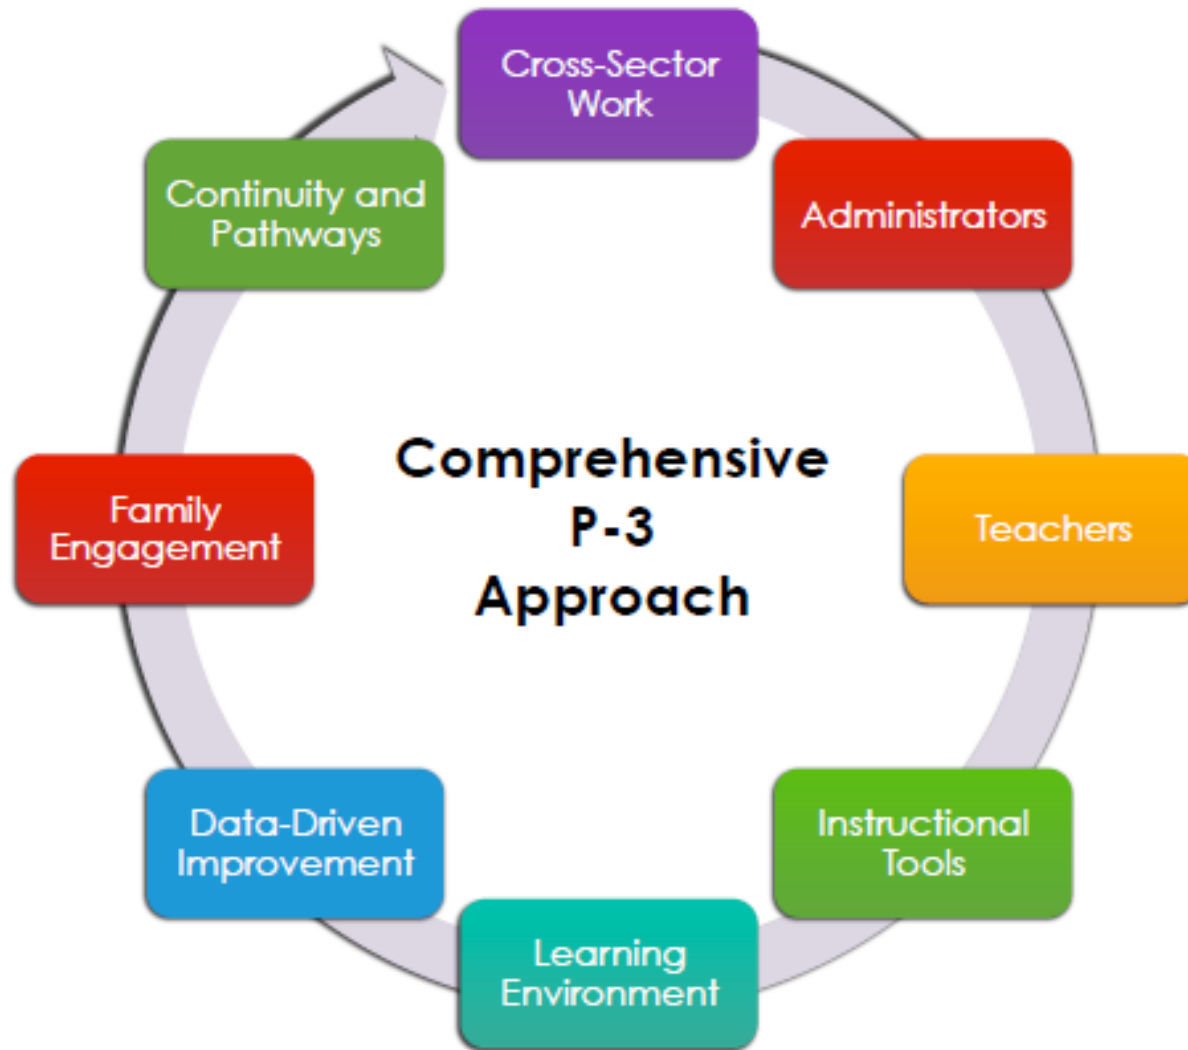 Cross-Sector
Work
Administrators
Teachers
Instructional
Tools
Learning
Environment
Data-Driven
Improvement
Family
Engagement
Continuity and
Pathways
Comprehensive
P-3
Approach